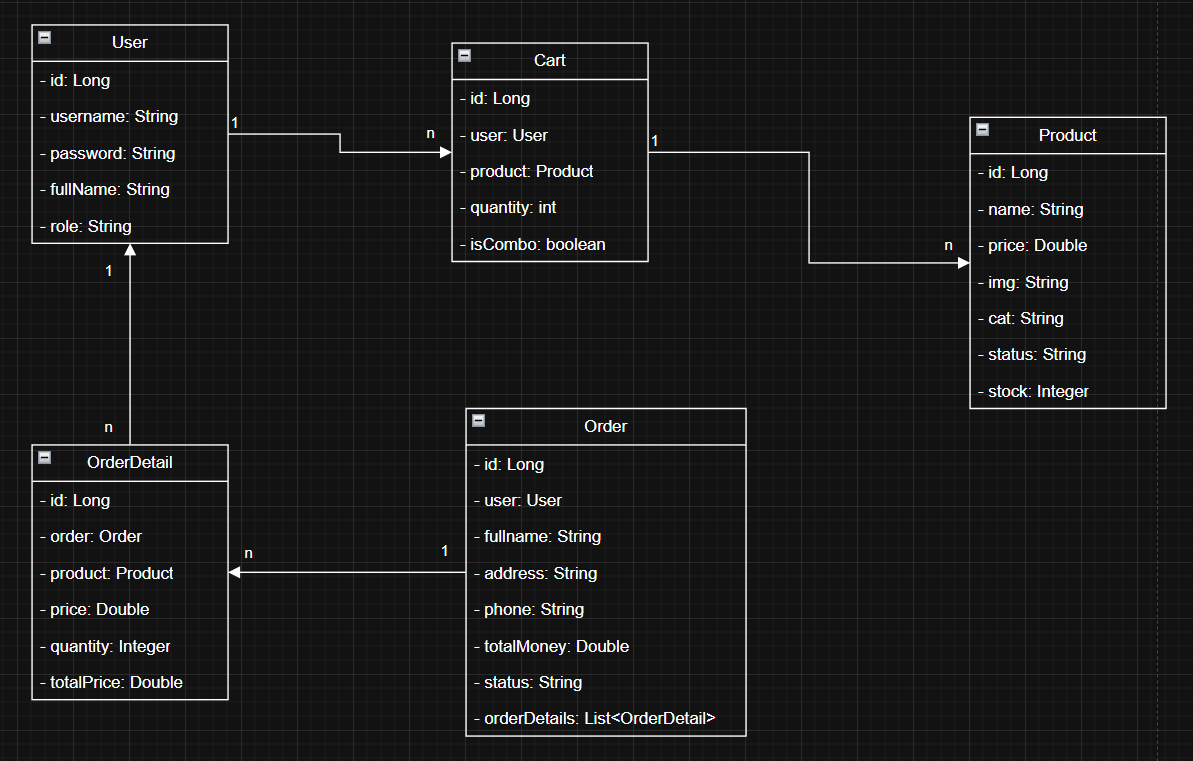 User
- id: Long
- username: String
- password: String
- fullName: String
- role: String
1
n
Cart
- id: Long
- user: User
- product: Product
- quantity: int
- isCombo: boolean
1
n
Product
- id: Long
- name: String
- price: Double
- img: String
- cat: String
- status: String
- stock: Integer
1
n
OrderDetail
- id: Long
- order: Order
- product: Product
- price: Double
- quantity: Integer
- totalPrice: Double
n
1
Order
- id: Long
- user: User
- fullname: String
- address: String
- phone: String
- totalMoney: Double
- status: String
- orderDetails: List<OrderDetail>